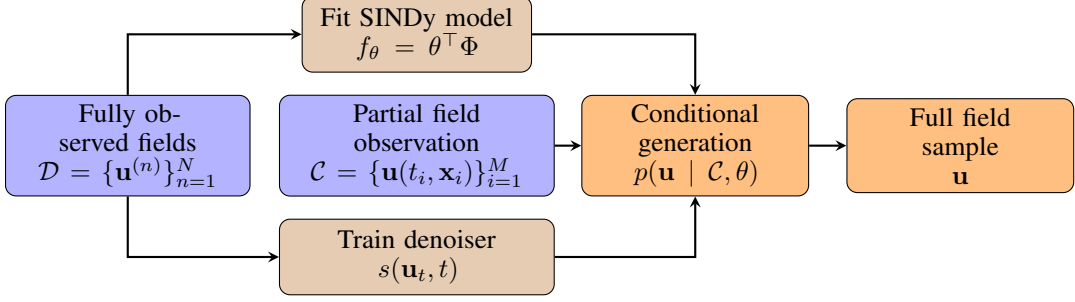 Fit SINDy model
f_θ = θ^⊤Φ
Fully ob-
served fields
𝒟 = {𝐮^(n)}_{n=1}^N
Partial field
observation
𝒞 = {𝐮(t_i, 𝐱_i)}_{i=1}^M
Conditional
generation
p(𝐮 | 𝒞, θ)
Full field
sample
𝐮
Train denoiser
s(𝐮_t, t)